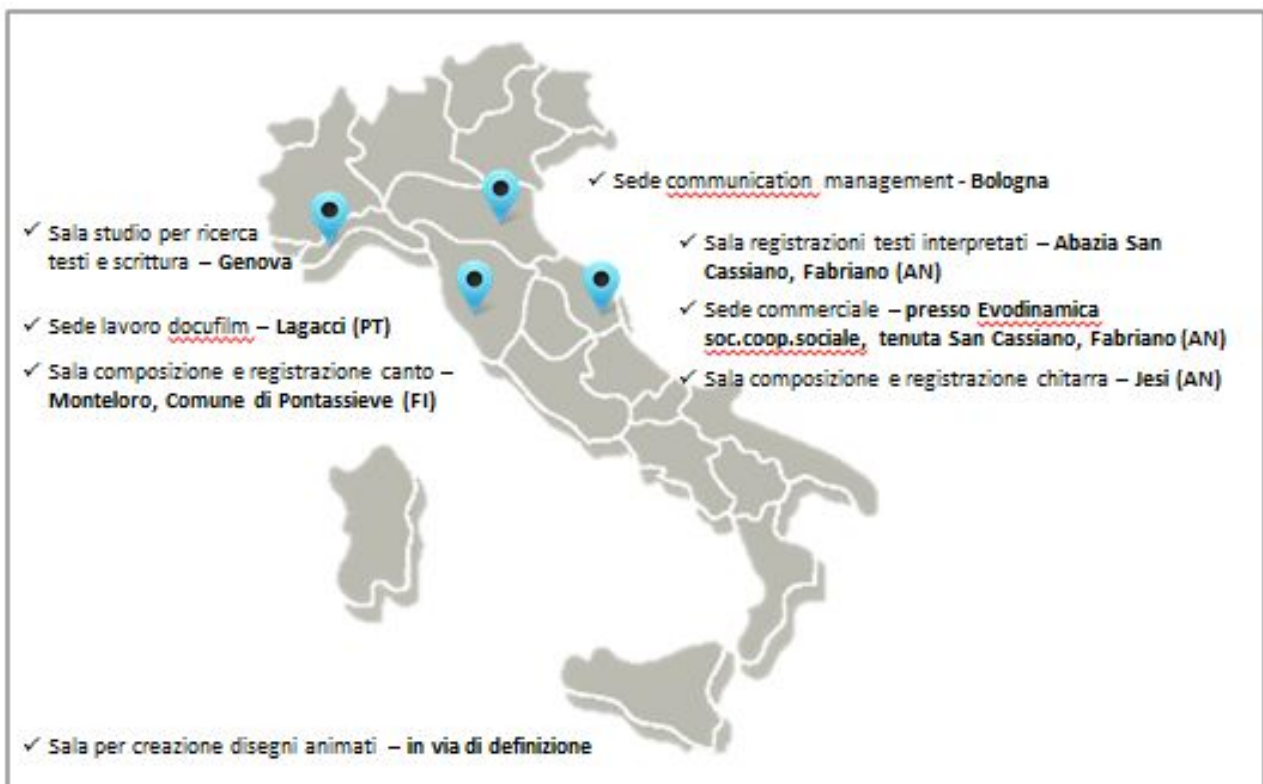 ✓ Sede communication management - Bologna
✓ Sala studio per ricerca
testi e scrittura – Genova
✓ Sala registrazioni testi interpretati – Abazia San
Cassiano, Fabriano (AN)
✓ Sede lavoro docufilm – Lagacci (PT)
✓ Sede commerciale – presso Evodinamica
soc.coop.sociale, tenuta San Cassiano, Fabriano (AN)
✓ Sala composizione e registrazione canto –
Monteloro, Comune di Pontassieve (FI)
✓ Sala composizione e registrazione chitarra – Jesi (AN)
✓ Sala per creazione disegni animati – in via di definizione